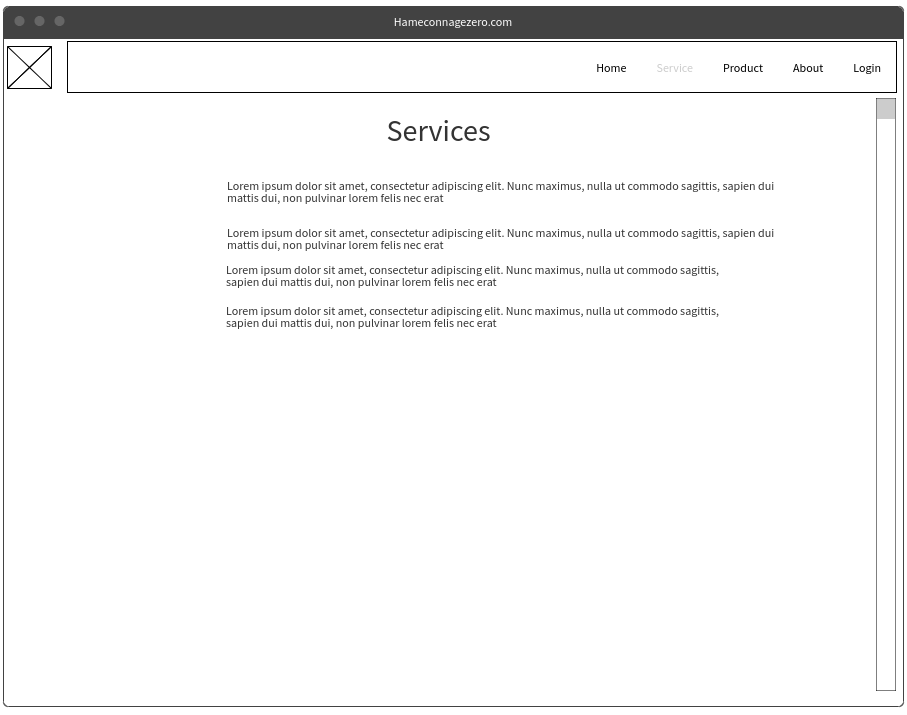 Hameconnagezero.com
Home Service Product About Login
Services
Lorem ipsum dolor sit amet, consectetur adipiscing elit. Nunc maximus, nulla ut commodo sagittis, sapien dui
mattis dui, non pulvinar lorem felis nec erat
Lorem ipsum dolor sit amet, consectetur adipiscing elit. Nunc maximus, nulla ut commodo sagittis, sapien dui
mattis dui, non pulvinar lorem felis nec erat
Lorem ipsum dolor sit amet, consectetur adipiscing elit. Nunc maximus, nulla ut commodo sagittis,
sapien dui mattis dui, non pulvinar lorem felis nec erat
Lorem ipsum dolor sit amet, consectetur adipiscing elit. Nunc maximus, nulla ut commodo sagittis,
sapien dui mattis dui, non pulvinar lorem felis nec erat